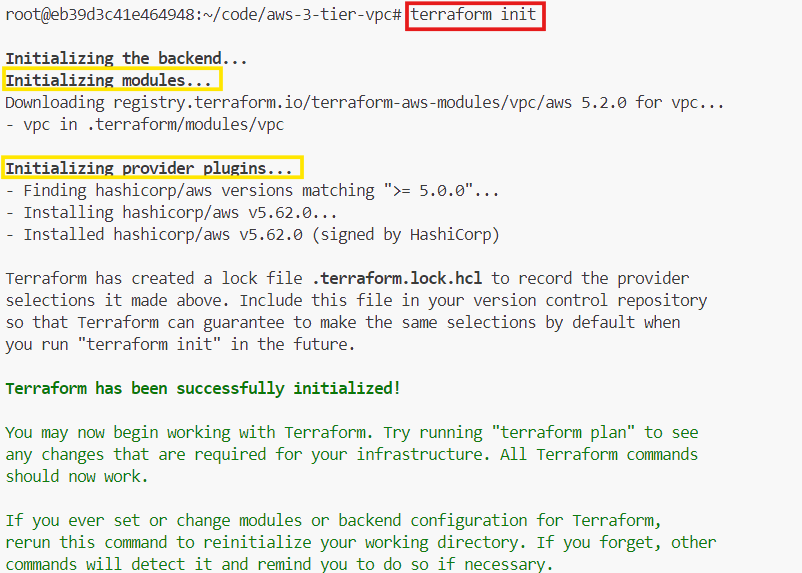 root@eb39d3c41e464948:~/code/aws-3-tier-vpc# terraform init
Initializing the backend...
Initializing modules...
Downloading registry.terraform.io/terraform-aws-modules/vpc/aws 5.2.0 for vpc...
- vpc in .terraform/modules/vpc
Initializing provider plugins...
- Finding hashicorp/aws versions matching ">= 5.0.0"...
- Installing hashicorp/aws v5.62.0...
- Installed hashicorp/aws v5.62.0 (signed by HashiCorp)
Terraform has created a lock file .terraform.lock.hcl to record the provider
selections it made above. Include this file in your version control repository
so that Terraform can guarantee to make the same selections by default when
you run "terraform init" in the future.
Terraform has been successfully initialized!
You may now begin working with Terraform. Try running "terraform plan" to see
any changes that are required for your infrastructure. All Terraform commands
should now work.
If you ever set or change modules or backend configuration for Terraform,
rerun this command to reinitialize your working directory. If you forget, other
commands will detect it and remind you to do so if necessary.